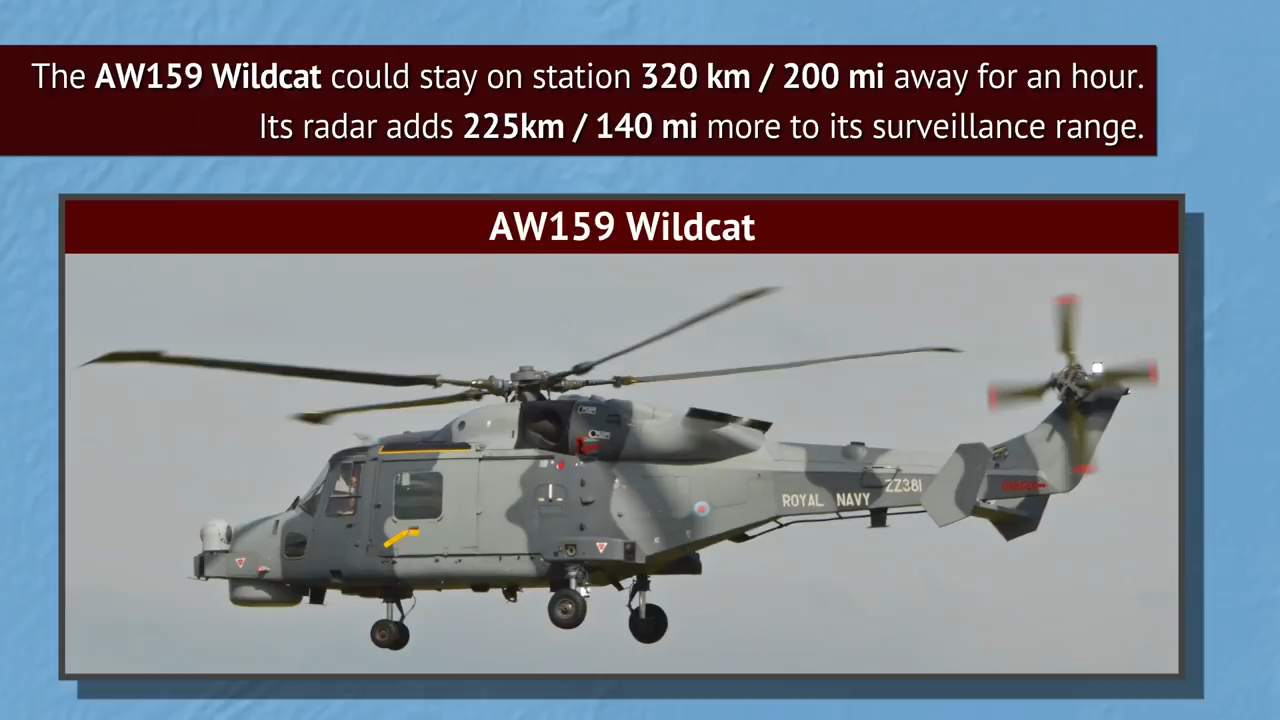 The AW159 Wildcat could stay on station 320 km / 200 mi away for an hour.
Its radar adds 225km / 140 mi more to its surveillance range.
AW159 Wildcat
ROYAL NAVY ZZ381